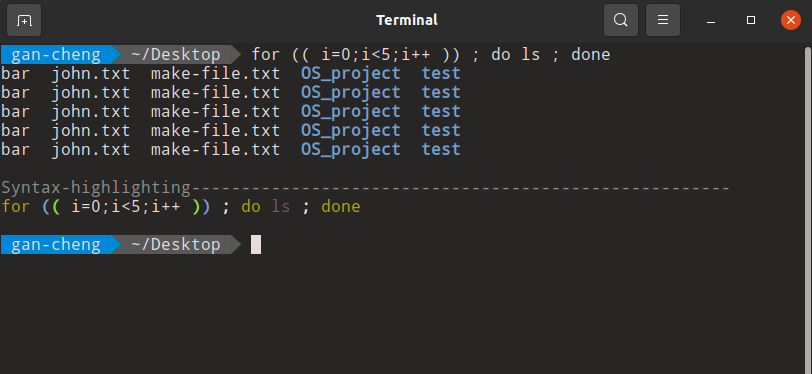 Terminal
gan-cheng ~/Desktop for (( i=0;i<5;i++ )) ; do ls ; done
bar john.txt make-file.txt OS_project test
bar john.txt make-file.txt OS_project test
bar john.txt make-file.txt OS_project test
bar john.txt make-file.txt OS_project test
bar john.txt make-file.txt OS_project test
Syntax-highlighting------------------------------------------------------
for (( i=0;i<5;i++ )) ; do ls ; done
gan-cheng ~/Desktop